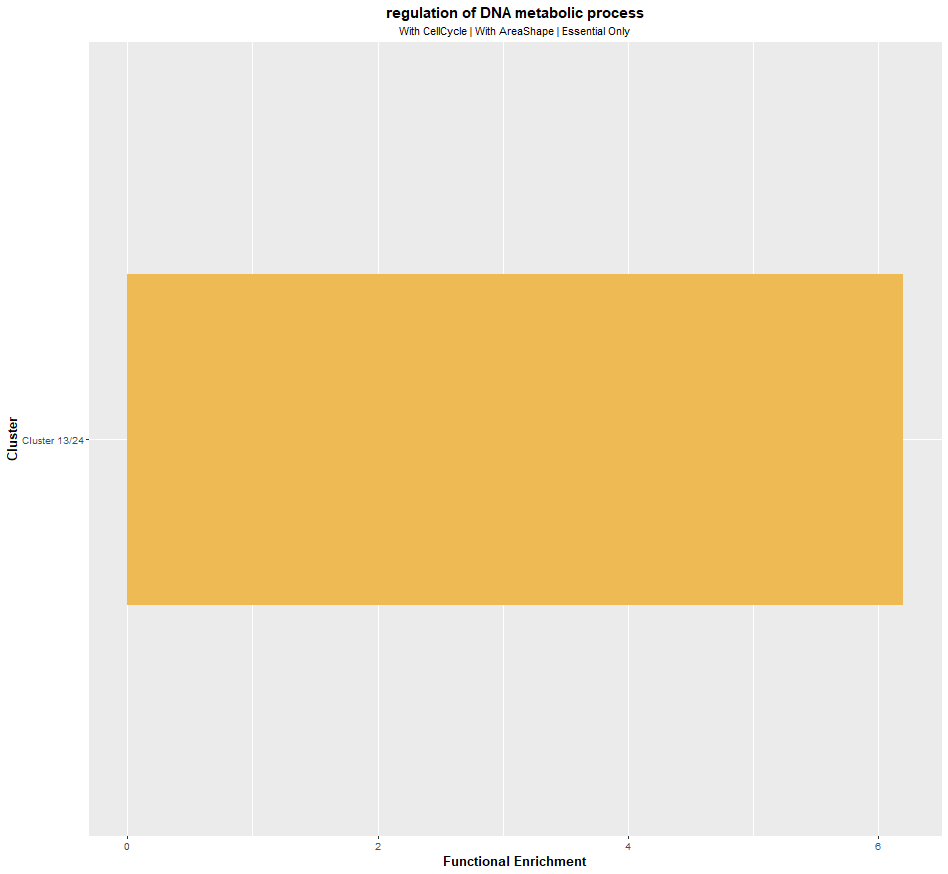 regulation of DNA metabolic process
With CellCycle | With AreaShape | Essential Only
Cluster
Cluster 13/24
0
2
4
6
Functional Enrichment